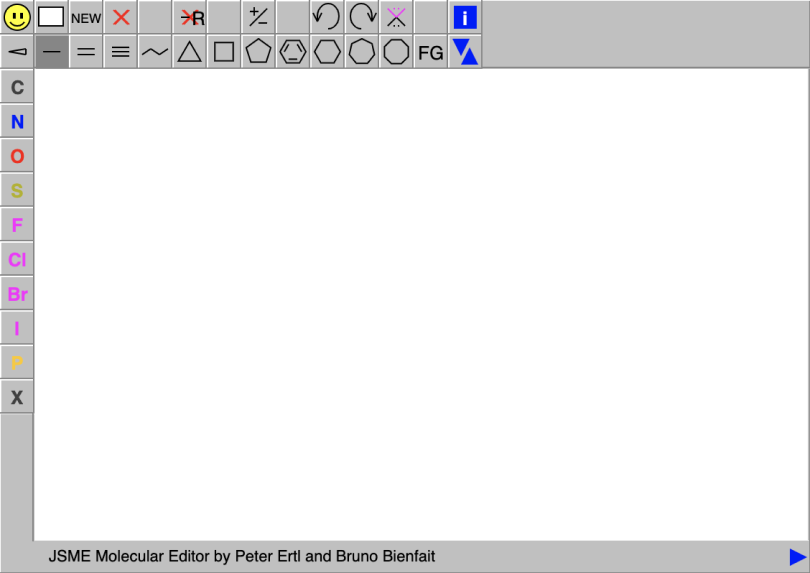 NEW R +/- i
FG
C
N
O
S
F
Cl
Br
I
P
X
JSME Molecular Editor by Peter Ertl and Bruno Bienfait